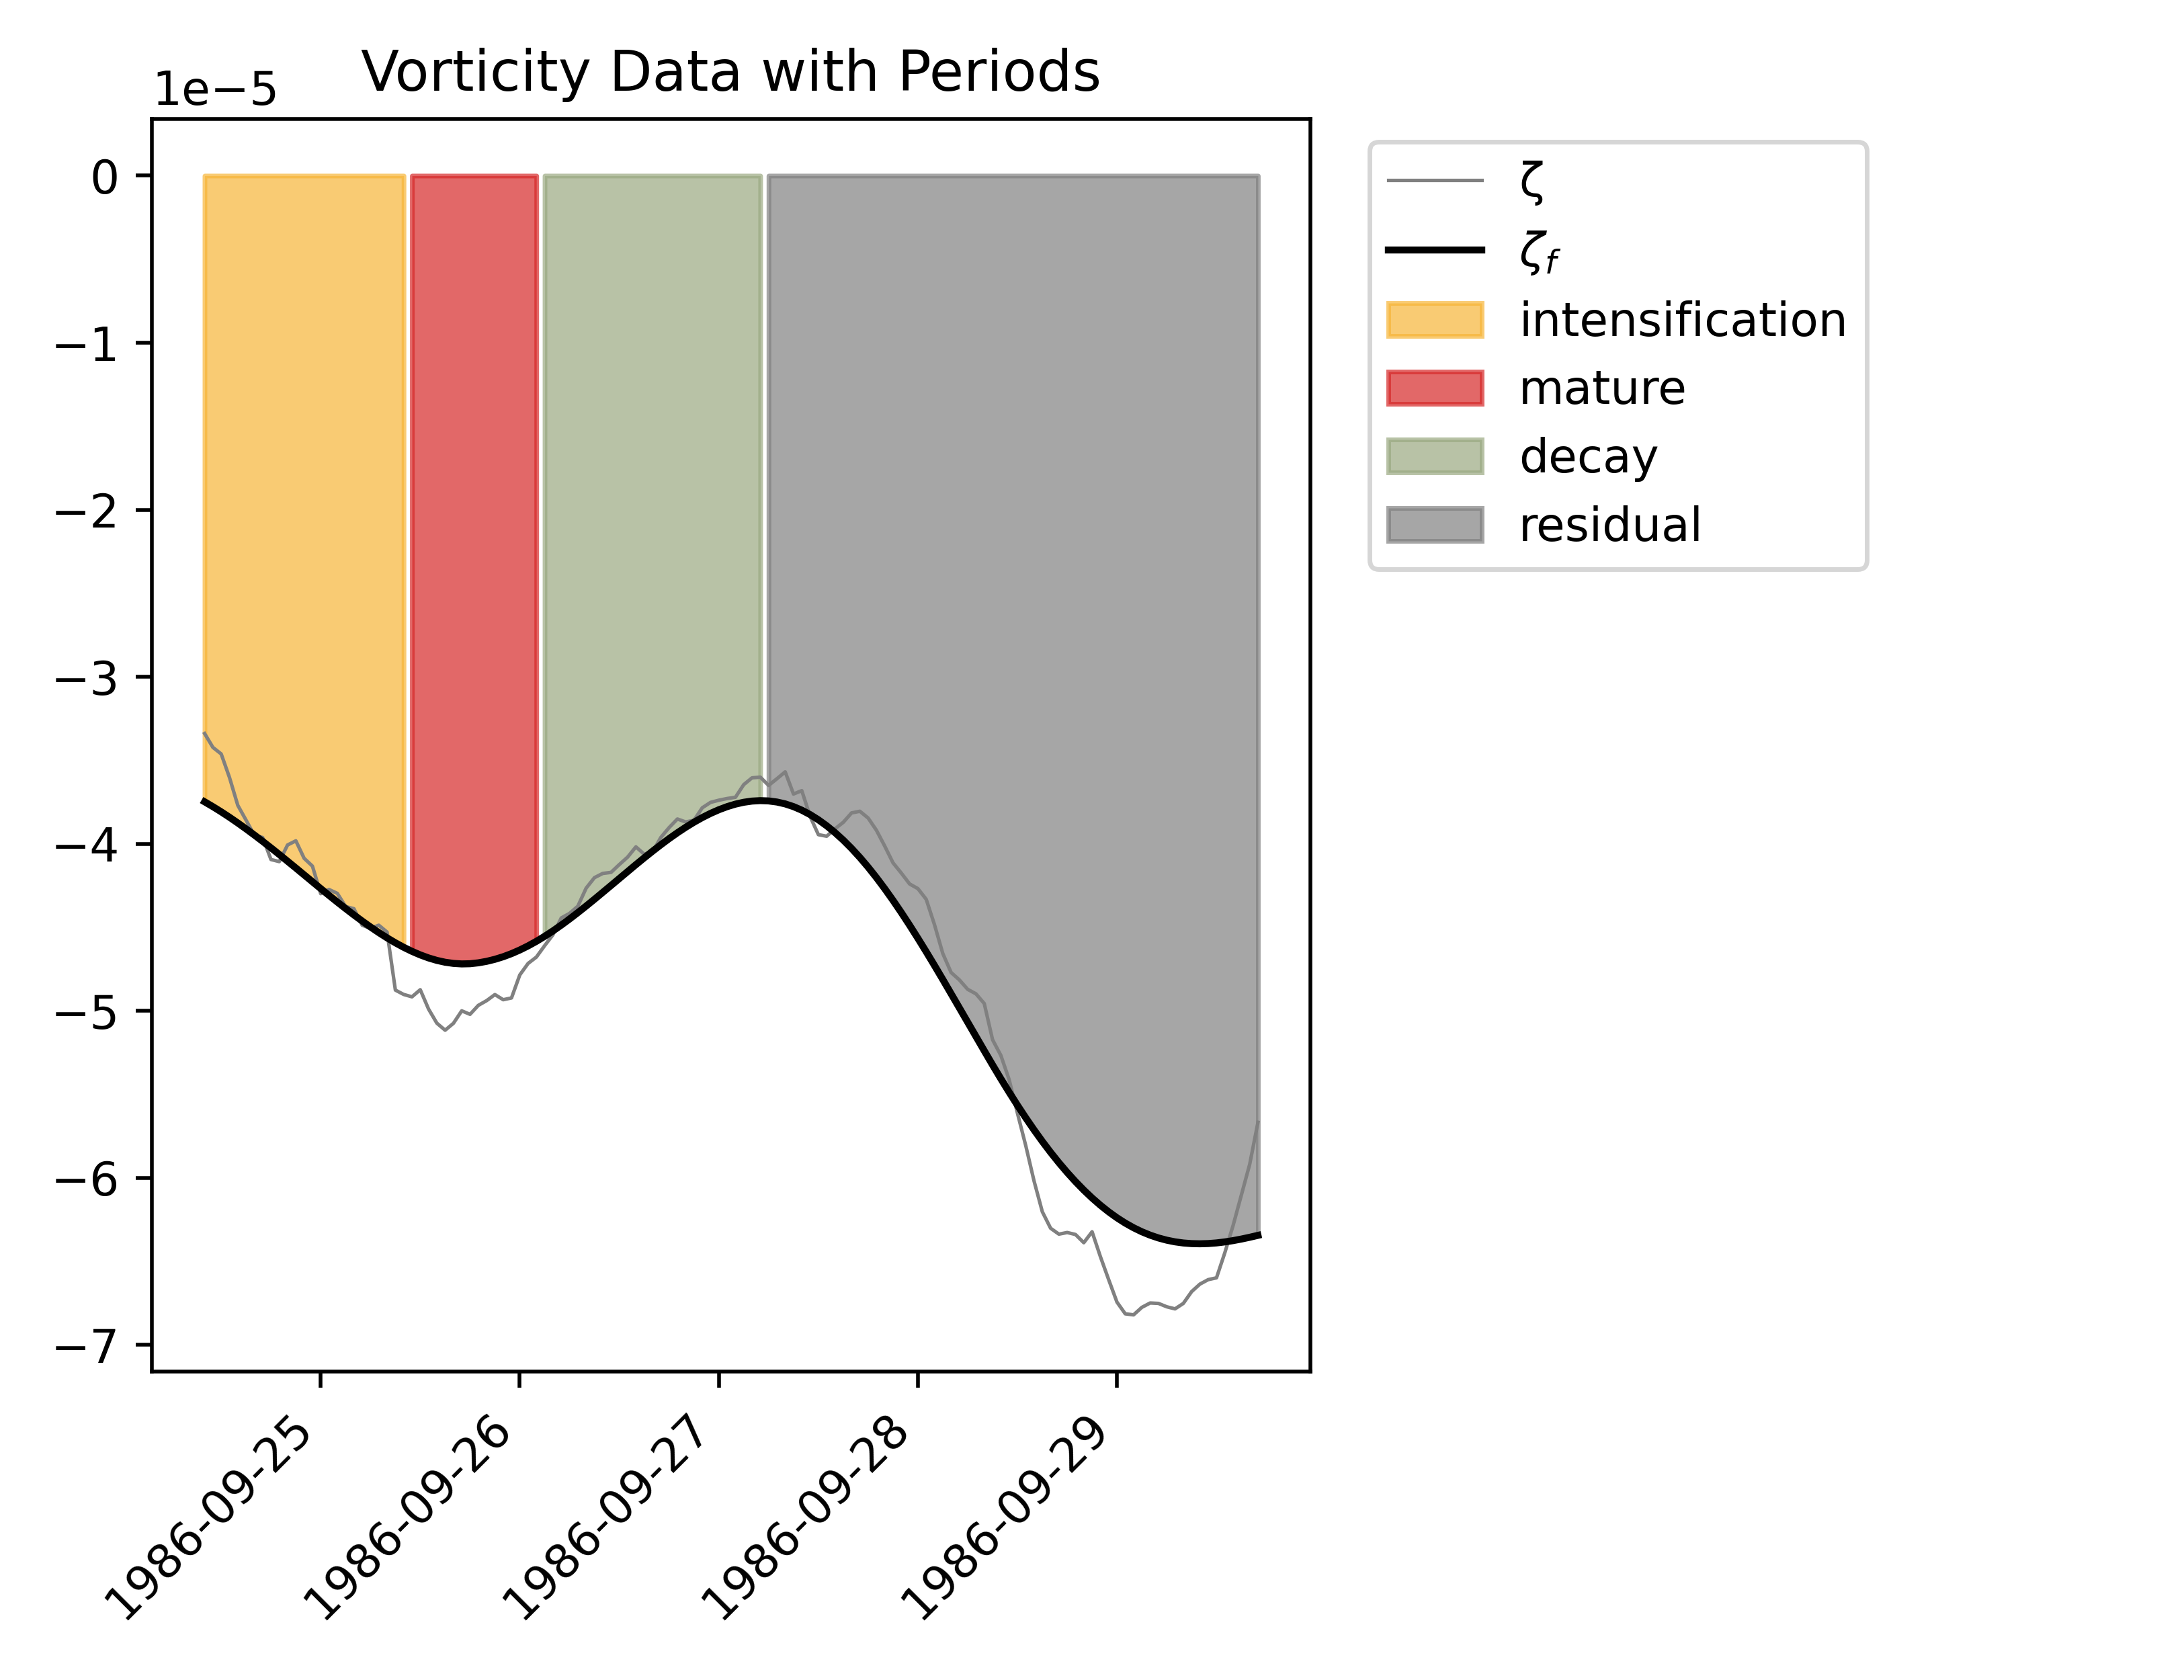 Vorticity Data with Periods
1e−5
0
−1
−2
−3
−4
−5
−6
−7
1986-09-25
1986-09-26
1986-09-27
1986-09-28
1986-09-29
ζ
ζf
intensification
mature
decay
residual